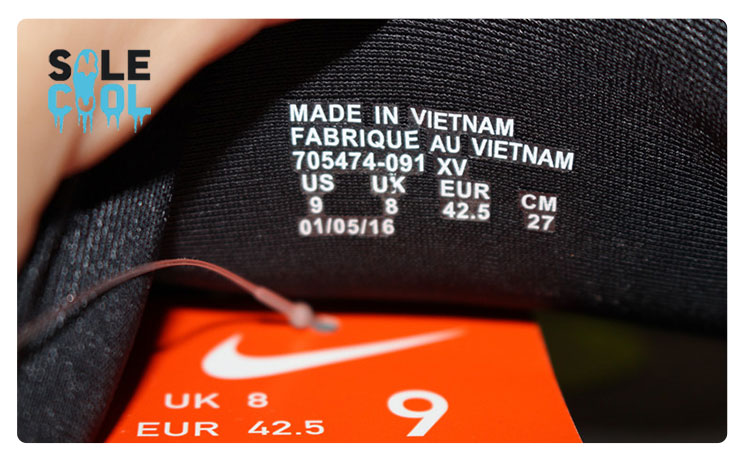 SOLE
COOL
MADE IN VIETNAM
FABRIQUE AU VIETNAM
705474-091 XV
US UK EUR CM
9 8 42.5 27
01/05/16
UK 8 9
EUR 42.5